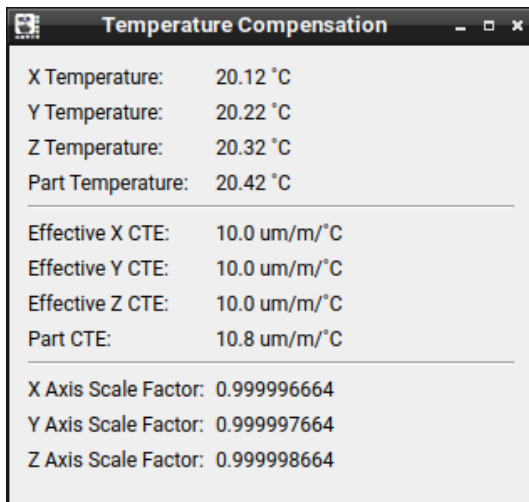 Temperature Compensation
X Temperature: 20.12 ˚C
Y Temperature: 20.22 ˚C
Z Temperature: 20.32 ˚C
Part Temperature: 20.42 ˚C
Effective X CTE: 10.0 um/m/˚C
Effective Y CTE: 10.0 um/m/˚C
Effective Z CTE: 10.0 um/m/˚C
Part CTE: 10.8 um/m/˚C
X Axis Scale Factor: 0.999996664
Y Axis Scale Factor: 0.999997664
Z Axis Scale Factor: 0.999998664